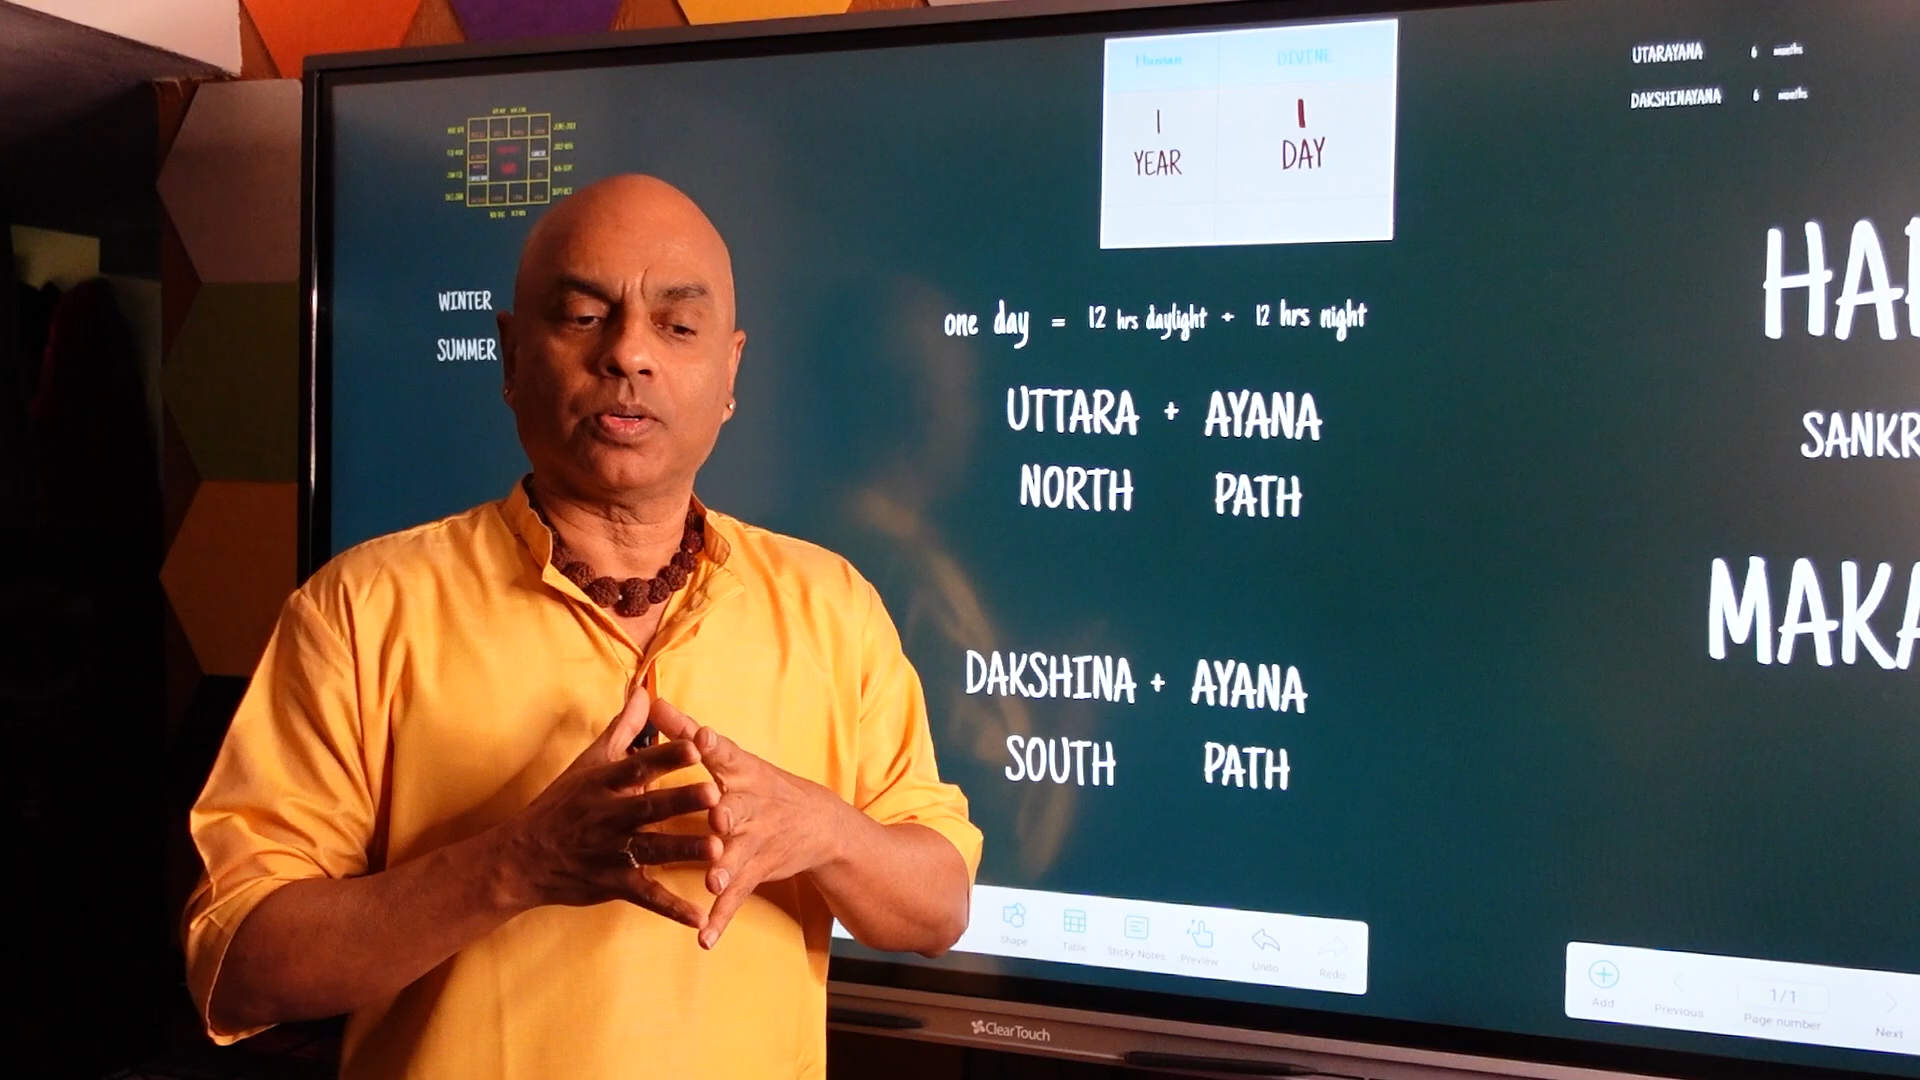 WINTER
SUMMER
Human DIVINE
1 1
YEAR DAY
one day = 12 hrs daylight + 12 hrs night
UTTARA + AYANA
NORTH PATH
DAKSHINA + AYANA
SOUTH PATH
UTARAYANA 6 months
DAKSHINAYANA 6 months
HA
SANKR
MAKA
Shape Table Sticky Notes Preview Undo Redo
Add Previous 1/1 Page number Next
ClearTouch